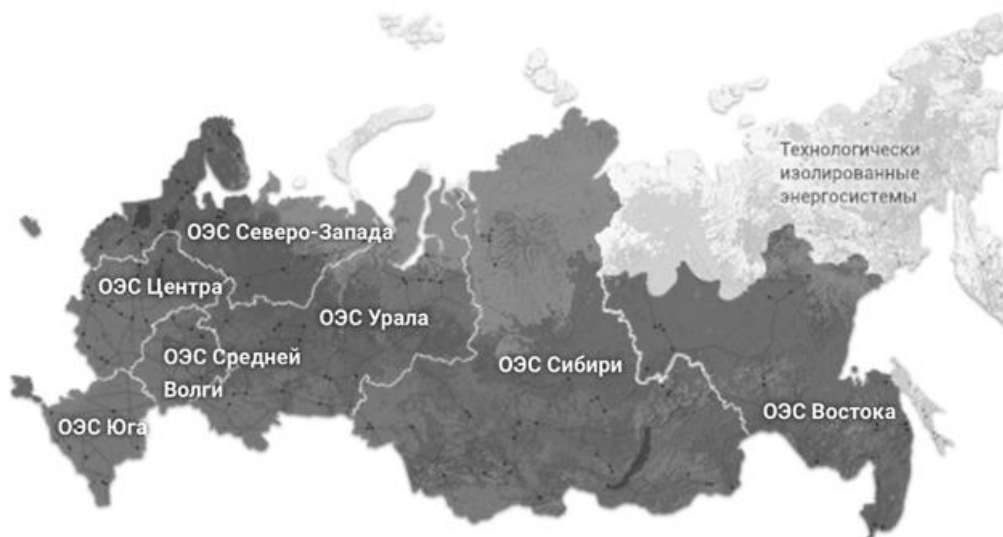 Технологически
изолированные
энергосистемы
ОЭС Северо-Запада
ОЭС Центра
ОЭС Урала
ОЭС Средней
Волги
ОЭС Сибири
ОЭС Юга
ОЭС Востока